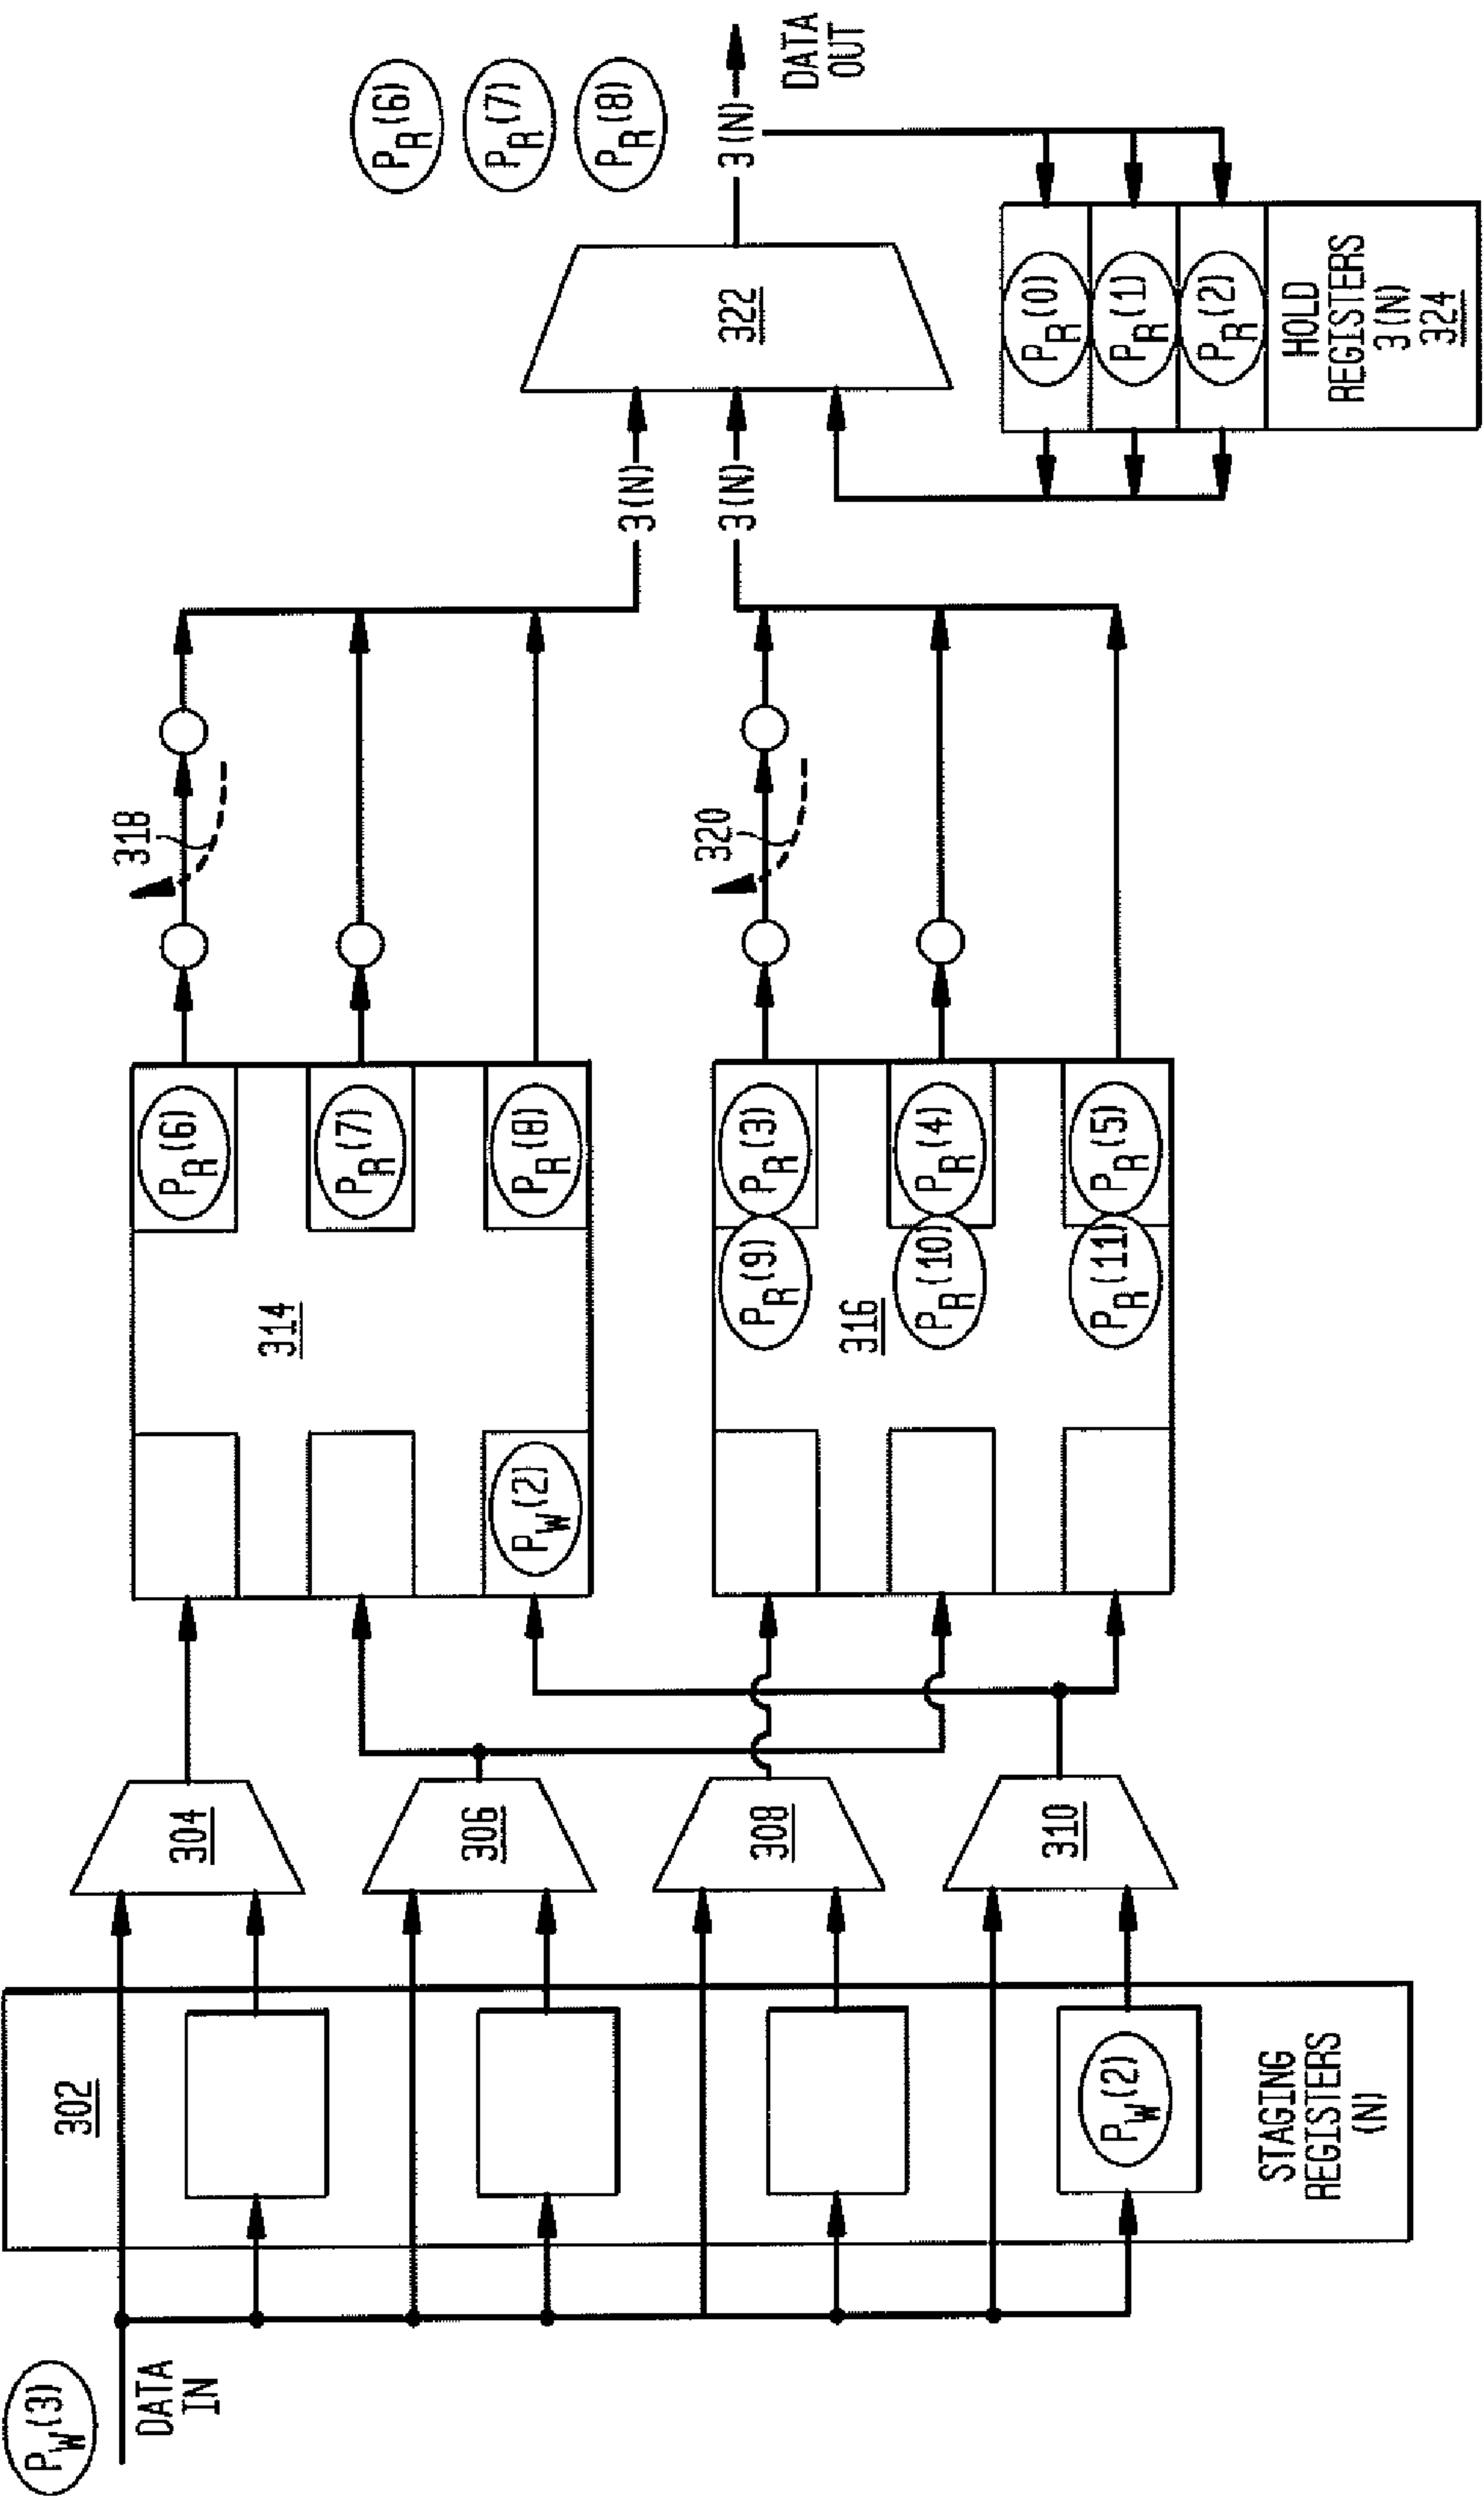 P_W(3)
DATA
IN
302
P_W(2)
STAGING
REGISTERS
(N)
304
306
308
310
314
P_W(2)
P_R(6)
P_R(7)
P_R(8)
316
P_R(9)
P_R(3)
P_R(10)
P_R(4)
P_R(11)
P_R(5)
318
320
3(N)
3(N)
322
P_R(0)
P_R(1)
P_R(2)
HOLD
REGISTERS
3(N)
324
3(N)
P_R(6)
P_R(7)
P_R(8)
DATA
OUT